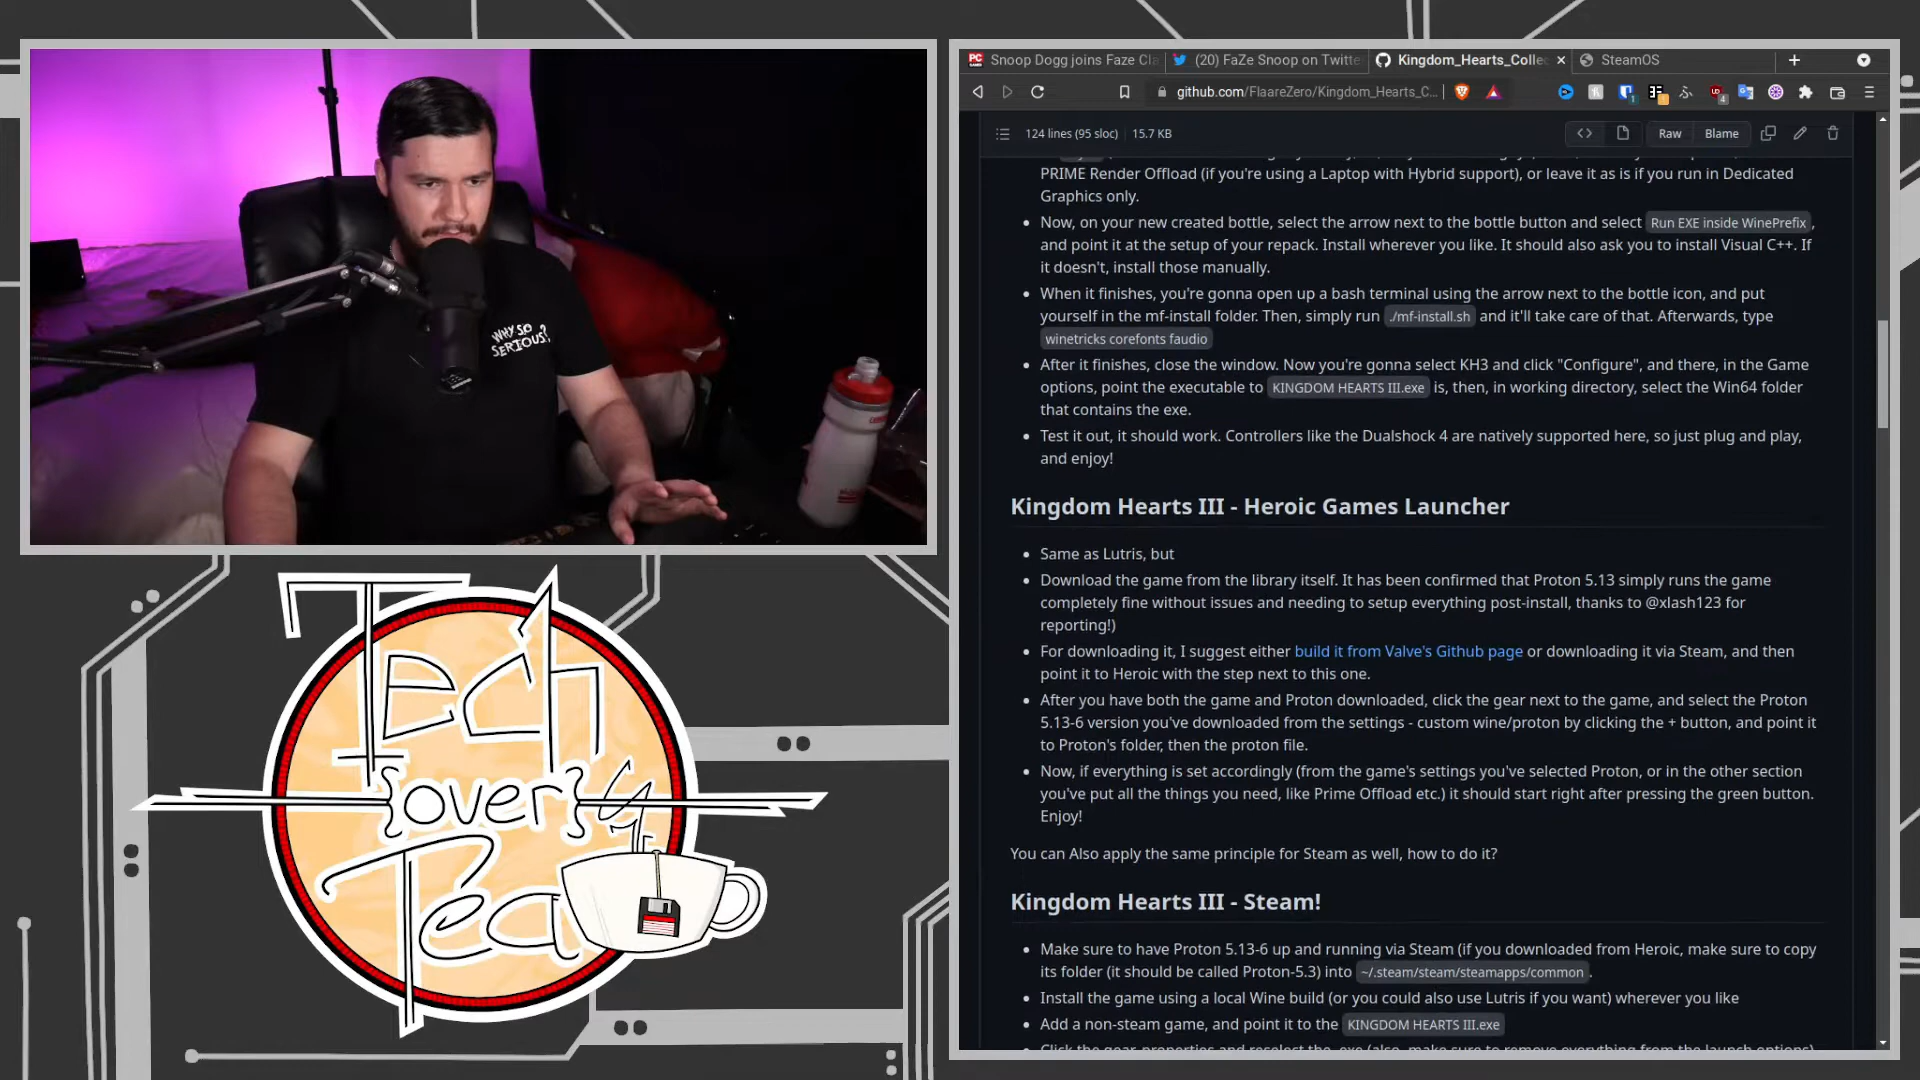 WHY SO
SERIOUS?
Tech
{over}
Tea
Snoop Dogg joins Faze Cla
(20) FaZe Snoop on Twitte
Kingdom_Hearts_Collec
SteamOS
github.com/FlaareZero/Kingdom_Hearts_C...
124 lines (95 sloc)
15.7 KB
Raw
Blame
PRIME Render Offload (if you're using a Laptop with Hybrid support), or leave it as is if you run in Dedicated
Graphics only.
Now, on your new created bottle, select the arrow next to the bottle button and select Run EXE inside WinePrefix ,
and point it at the setup of your repack. Install wherever you like. It should also ask you to install Visual C++. If
it doesn't, install those manually.
When it finishes, you're gonna open up a bash terminal using the arrow next to the bottle icon, and put
yourself in the mf-install folder. Then, simply run ./mf-install.sh and it'll take care of that. Afterwards, type
winetricks corefonts faudio
After it finishes, close the window. Now you're gonna select KH3 and click "Configure", and there, in the Game
options, point the executable to KINGDOM HEARTS III.exe is, then, in working directory, select the Win64 folder
that contains the exe.
Test it out, it should work. Controllers like the Dualshock 4 are natively supported here, so just plug and play,
and enjoy!
Kingdom Hearts III - Heroic Games Launcher
Same as Lutris, but
Download the game from the library itself. It has been confirmed that Proton 5.13 simply runs the game
completely fine without issues and needing to setup everything post-install, thanks to @xlash123 for
reporting!)
For downloading it, I suggest either build it from Valve's Github page or downloading it via Steam, and then
point it to Heroic with the step next to this one.
After you have both the game and Proton downloaded, click the gear next to the game, and select the Proton
5.13-6 version you've downloaded from the settings - custom wine/proton by clicking the + button, and point it
to Proton's folder, then the proton file.
Now, if everything is set accordingly (from the game's settings you've selected Proton, or in the other section
you've put all the things you need, like Prime Offload etc.) it should start right after pressing the green button.
Enjoy!
You can Also apply the same principle for Steam as well, how to do it?
Kingdom Hearts III - Steam!
Make sure to have Proton 5.13-6 up and running via Steam (if you downloaded from Heroic, make sure to copy
its folder (it should be called Proton-5.3) into ~/.steam/steam/steamapps/common .
Install the game using a local Wine build (or you could also use Lutris if you want) wherever you like
Add a non-steam game, and point it to the KINGDOM HEARTS III.exe